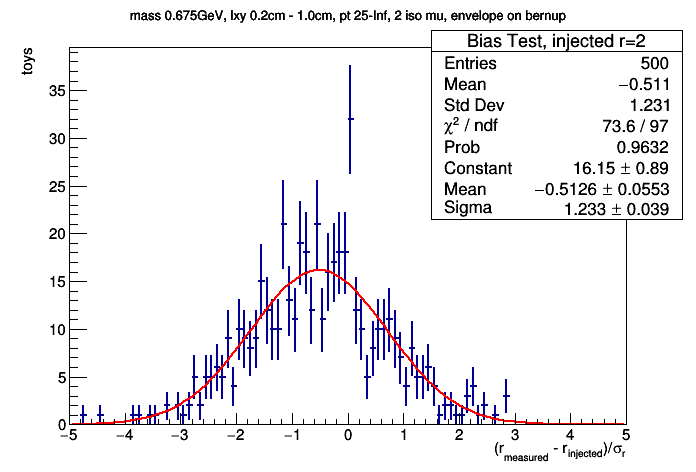 mass 0.675GeV, lxy 0.2cm - 1.0cm, pt 25-Inf, 2 iso mu, envelope on bernup
toys
Bias Test, injected r=2
Entries 500
Mean −0.511
Std Dev 1.231
χ² / ndf 73.6 / 97
Prob 0.9632
Constant 16.15 ± 0.89
Mean −0.5126 ± 0.0553
Sigma 1.233 ± 0.039
35
30
25
20
15
10
5
0
−5 −4 −3 −2 −1 0 1 2 3 4 5
(r_measured - r_injected)/σ_r